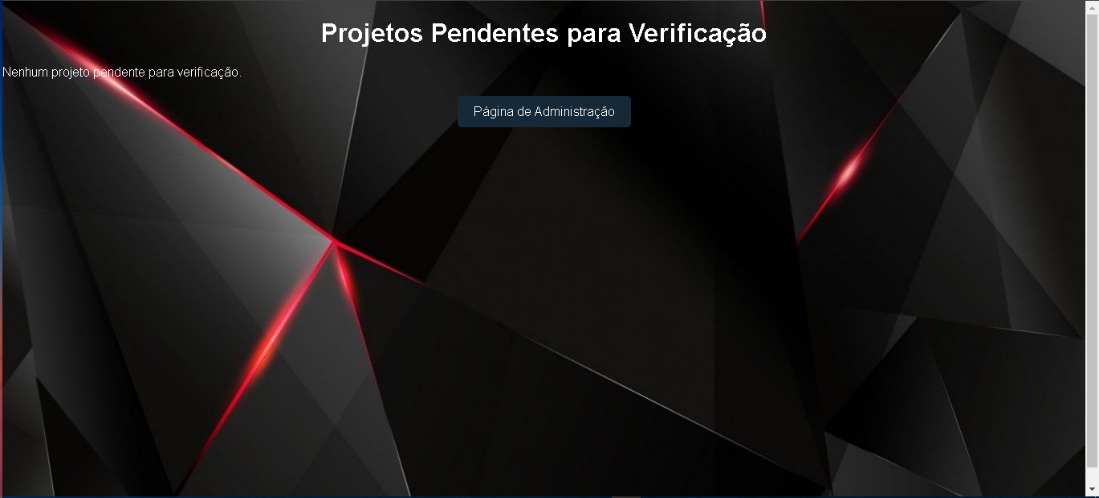 Projetos Pendentes para Verificação
Nenhum projeto pendente para verificação.
Página de Administração